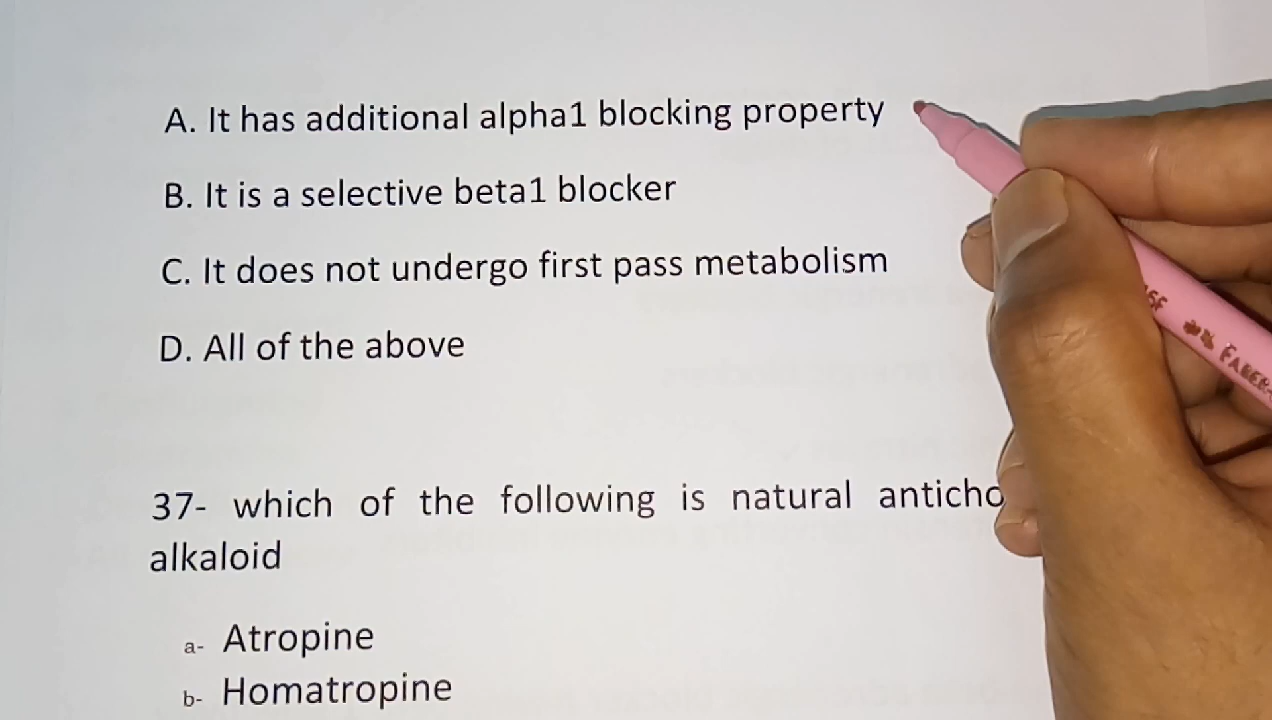 A. It has additional alpha1 blocking property
B. It is a selective beta1 blocker
C. It does not undergo first pass metabolism
D. All of the above
37- which of the following is natural
alkaloid
a- Atropine
b- Homatropine